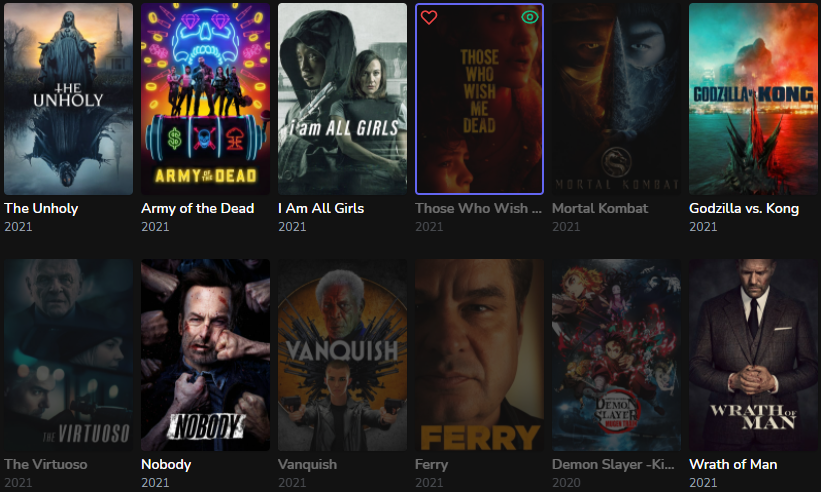 THE
UNHOLY
ARMY OF THE DEAD
i am ALL GIRLS
THOSE
WHO
WISH
ME
DEAD
MORTAL KOMBAT
GODZILLA VS. KONG
The Unholy
Army of the Dead
I Am All Girls
Those Who Wish ...
Mortal Kombat
Godzilla vs. Kong
2021
2021
2021
2021
2021
2021
THE VIRTUOSO
NOBODY
VANQUISH
FERRY
DEMON
SLAYER
WRATH OF
MAN
The Virtuoso
Nobody
Vanquish
Ferry
Demon Slayer -Ki...
Wrath of Man
2021
2021
2021
2021
2020
2021